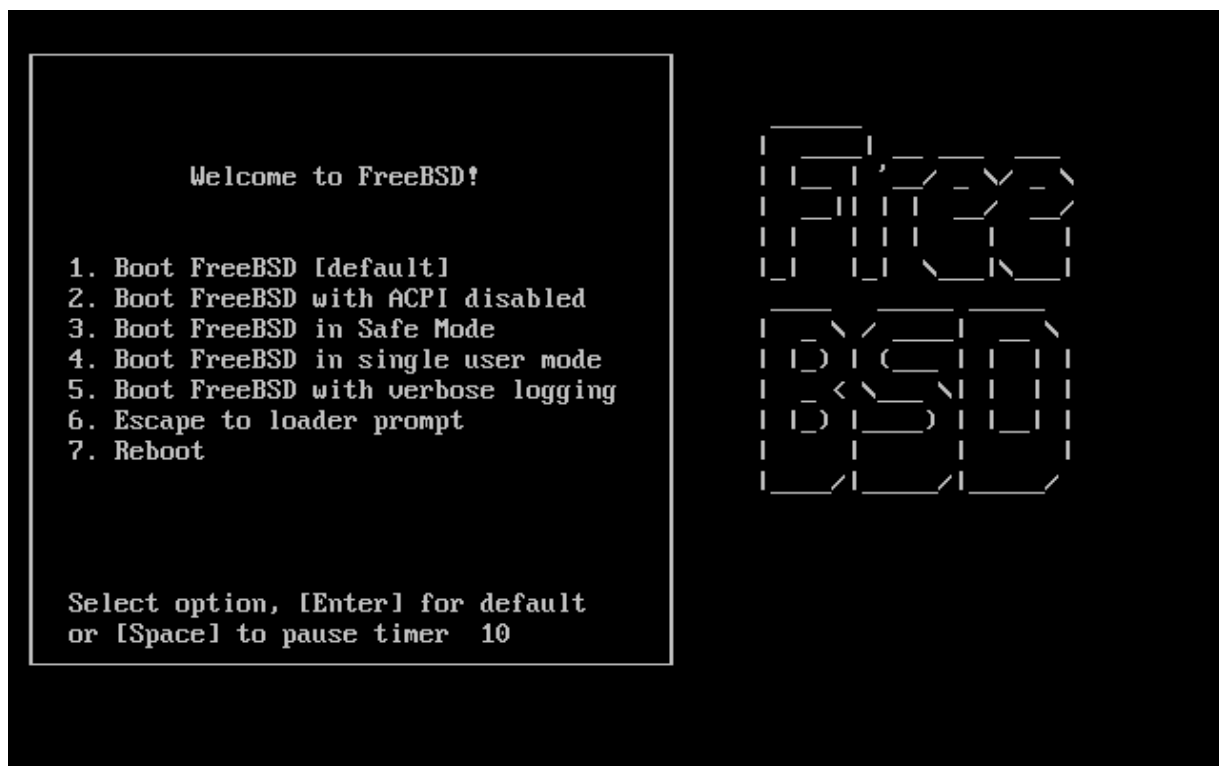 Welcome to FreeBSD!
1. Boot FreeBSD [default]
2. Boot FreeBSD with ACPI disabled
3. Boot FreeBSD in Safe Mode
4. Boot FreeBSD in single user mode
5. Boot FreeBSD with verbose logging
6. Escape to loader prompt
7. Reboot
Select option, [Enter] for default
or [Space] to pause timer  10
Free
BSD